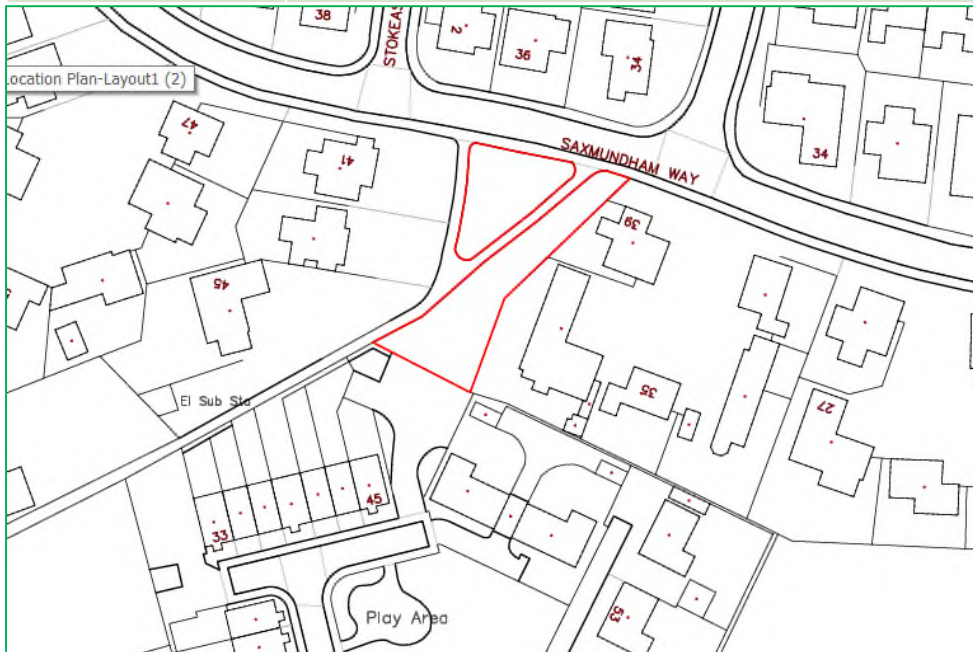 38
STOKEAS
2
36
34
Location Plan-Layout1 (2)
47
41
SAXMUNDHAM WAY
34
39
45
35
El Sub Sta
27
45
33
Play Area
53